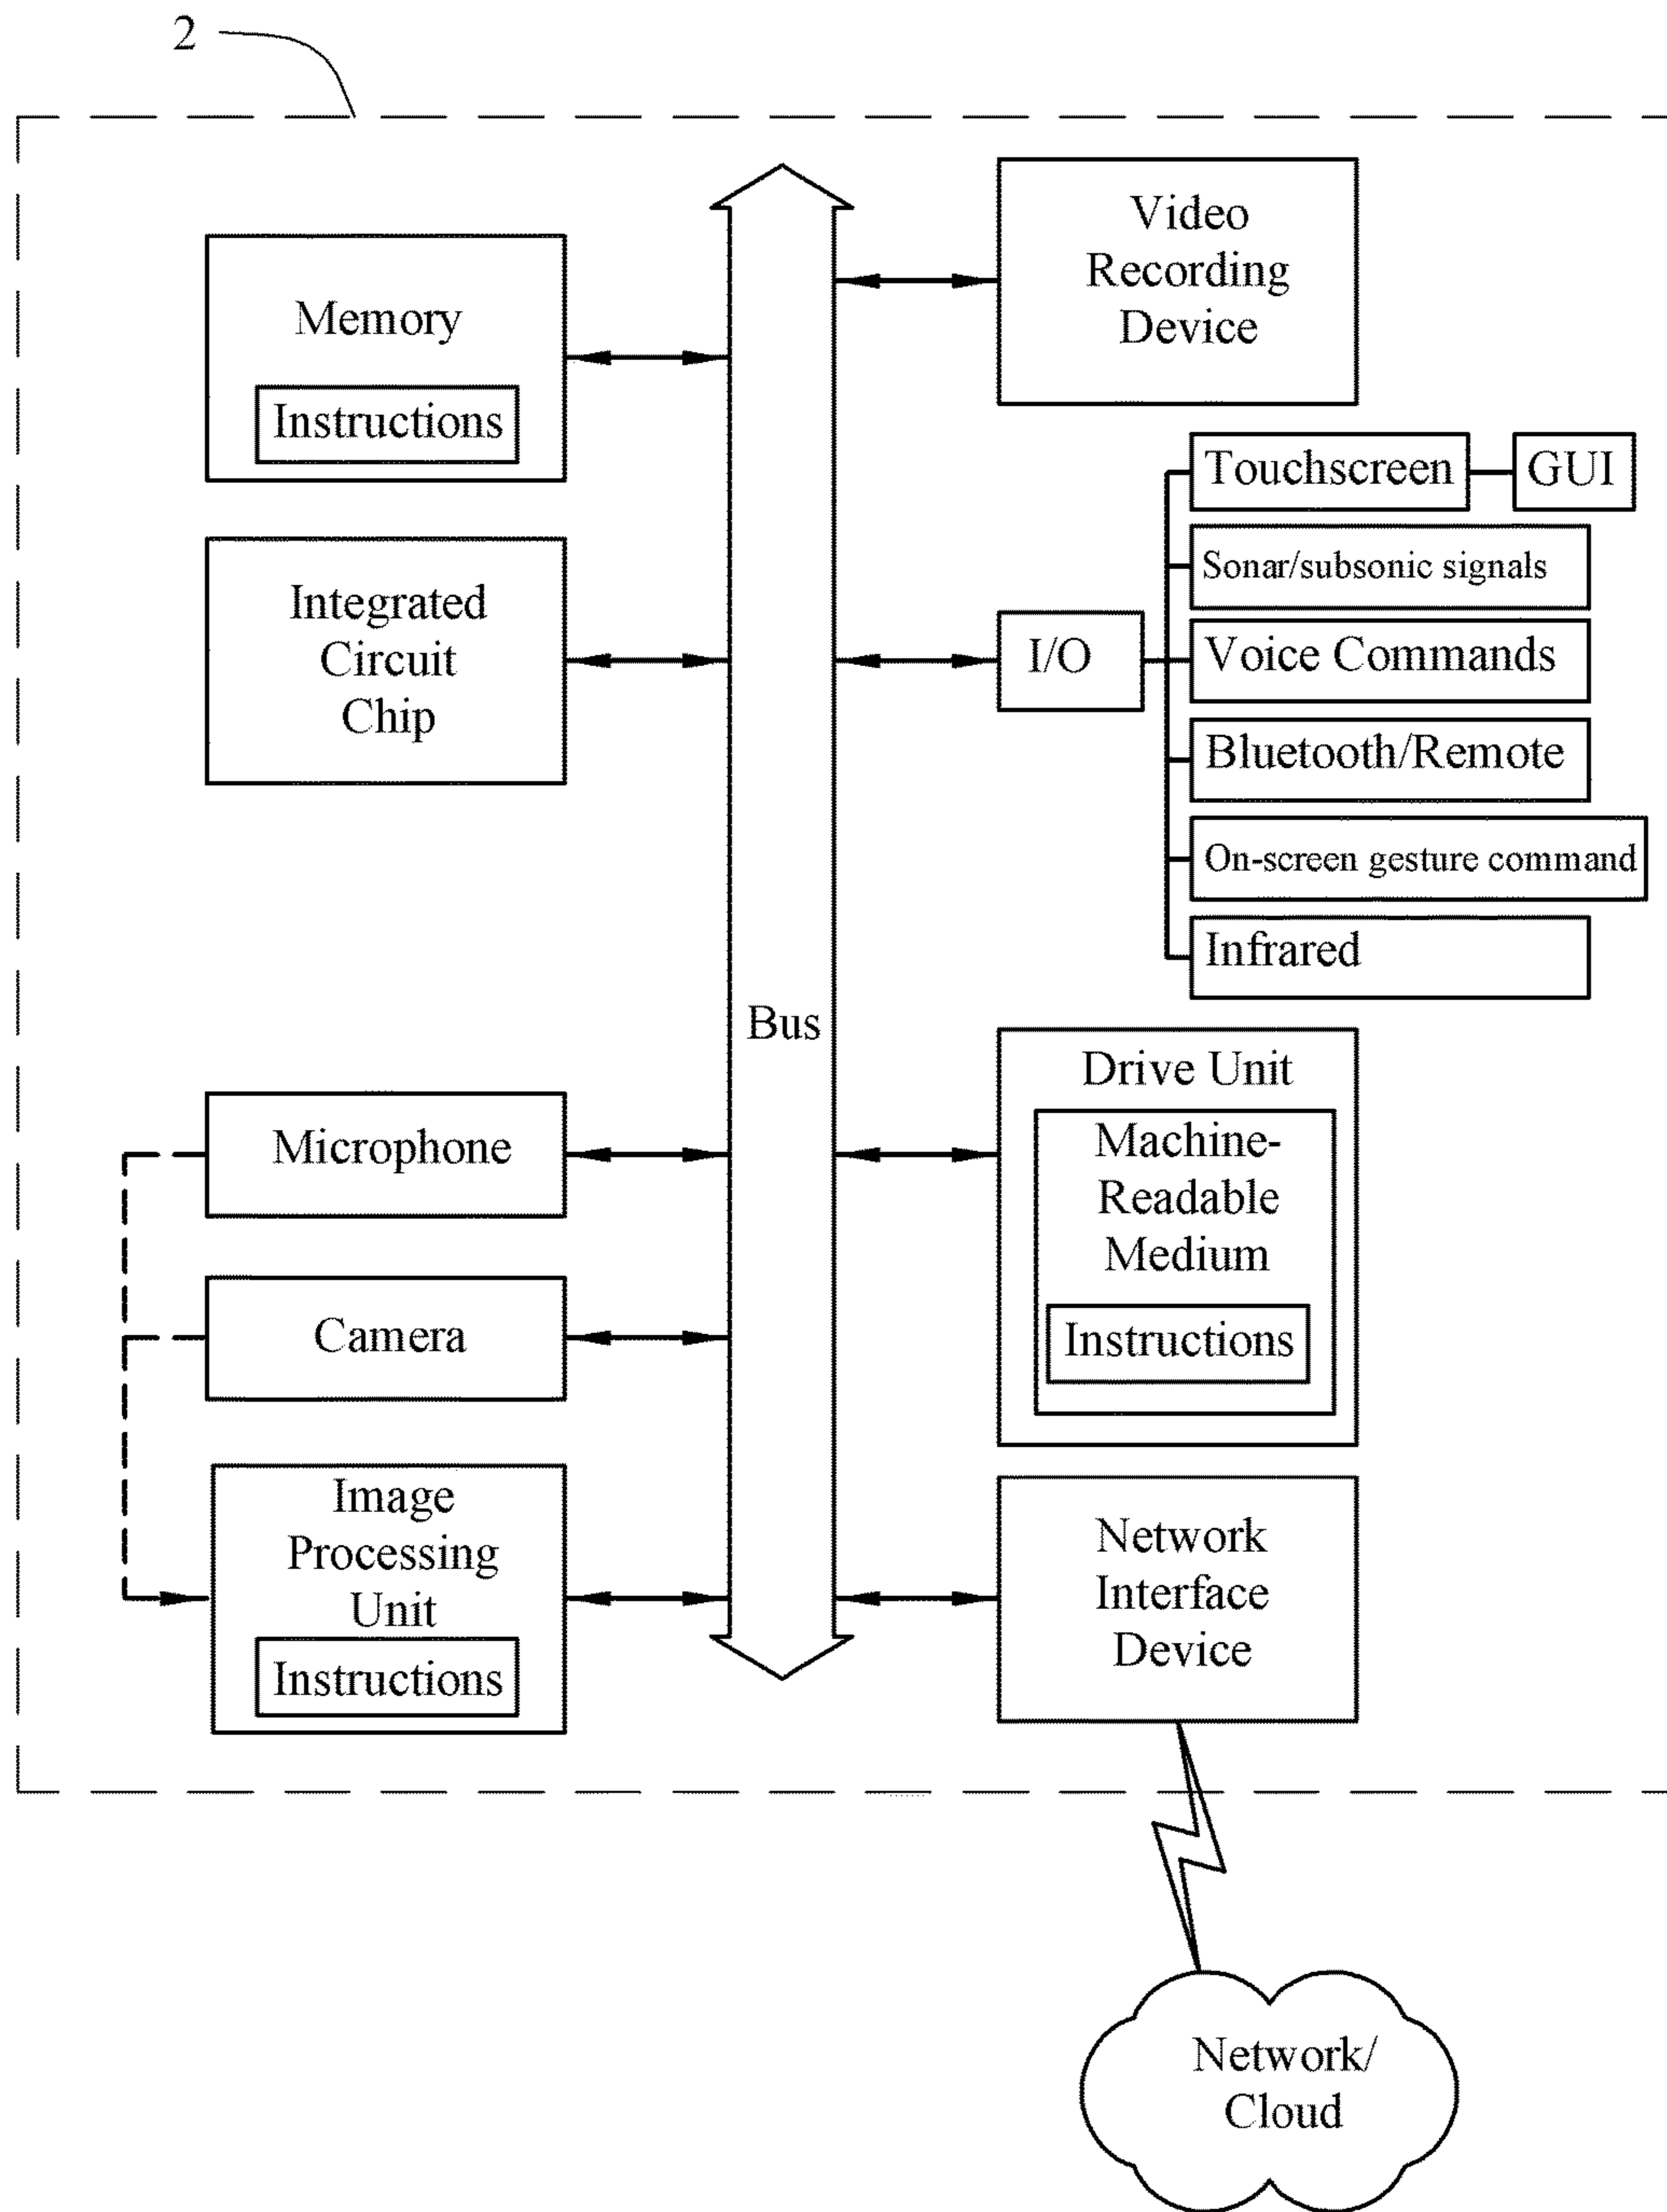 2
Memory
Instructions
Integrated
Circuit
Chip
Microphone
Camera
Image
Processing
Unit
Instructions
Bus
Video
Recording
Device
I/O
Touchscreen
GUI
Sonar/subsonic signals
Voice Commands
Bluetooth/Remote
On-screen gesture command
Infrared
Drive Unit
Machine-
Readable
Medium
Instructions
Network
Interface
Device
Network/
Cloud